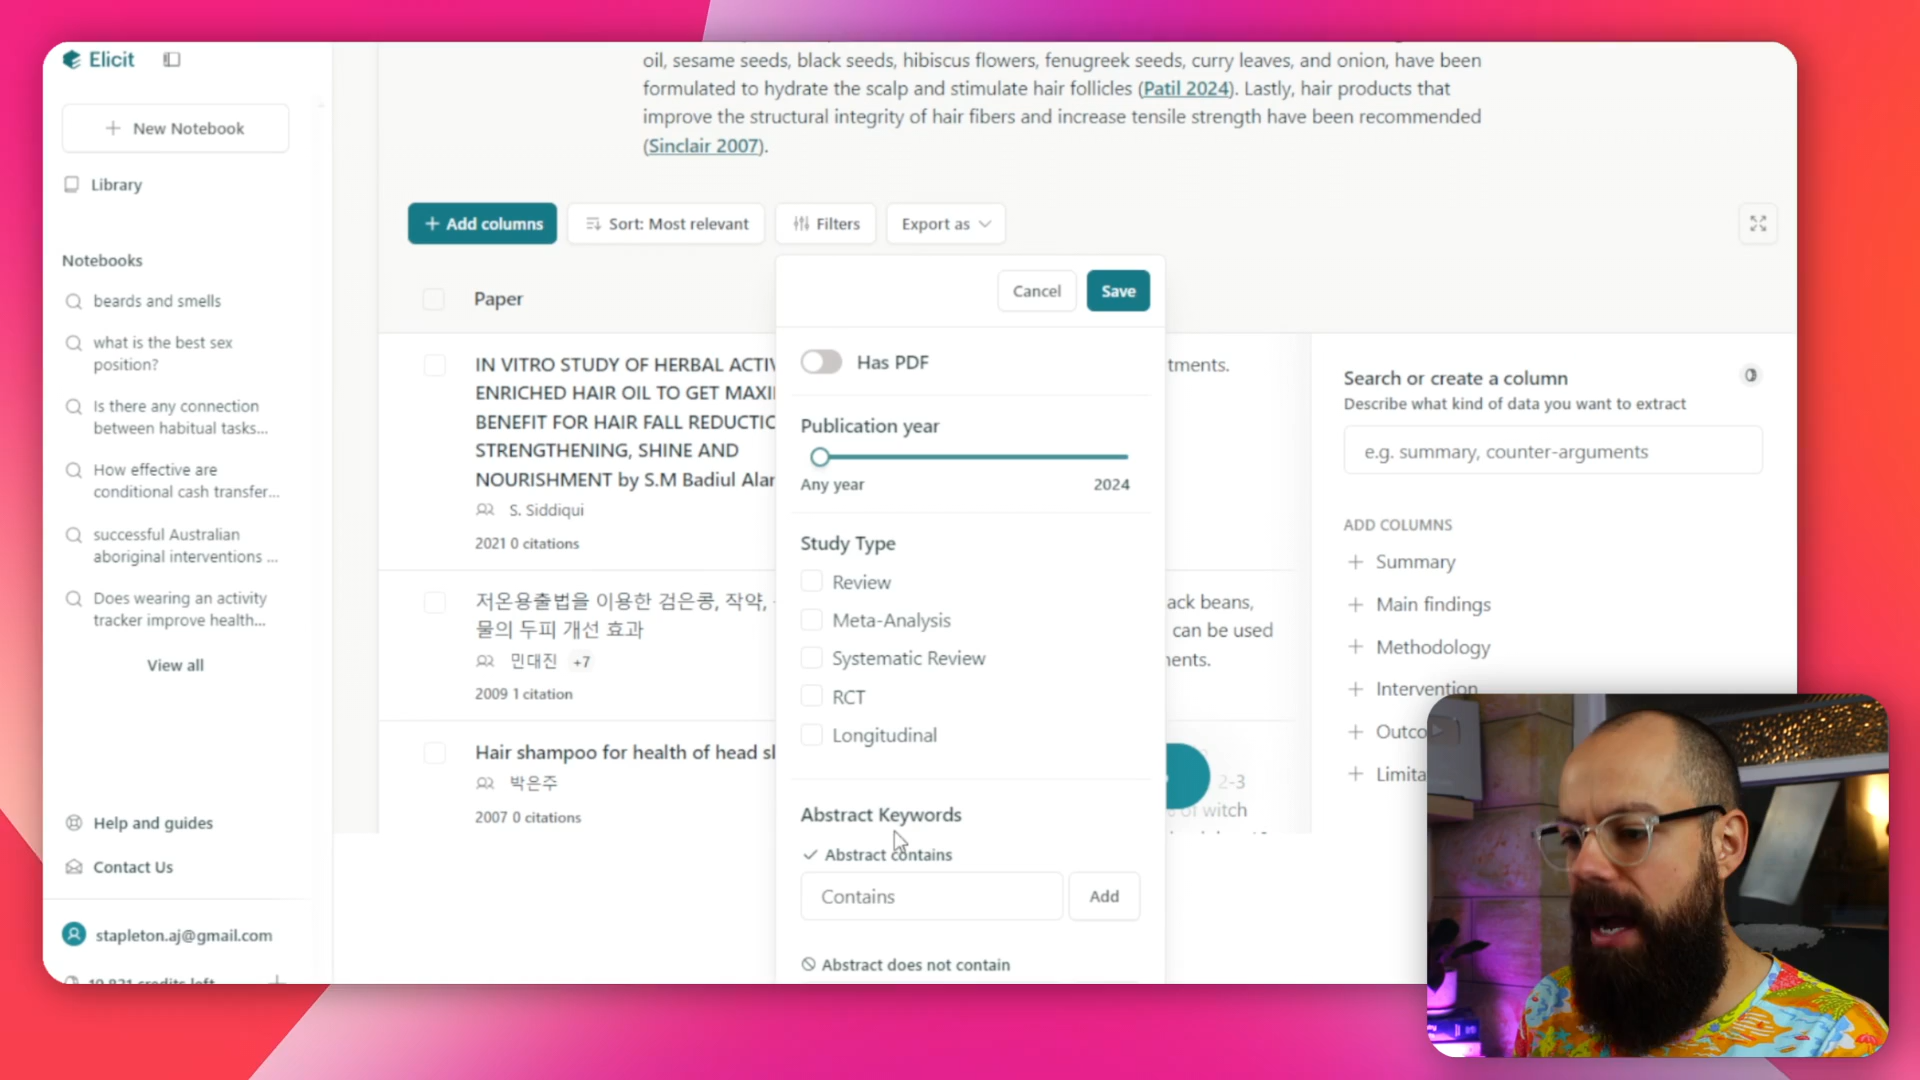 Elicit
+ New Notebook
Library
Notebooks
beards and smells
what is the best sex
position?
Is there any connection
between habitual tasks...
How effective are
conditional cash transfer...
successful Australian
aboriginal interventions ...
Does wearing an activity
tracker improve health...
View all
Help and guides
Contact Us
stapleton.aj@gmail.com
oil, sesame seeds, black seeds, hibiscus flowers, fenugreek seeds, curry leaves, and onion, have been
formulated to hydrate the scalp and stimulate hair follicles (Patil 2024). Lastly, hair products that
improve the structural integrity of hair fibers and increase tensile strength have been recommended
(Sinclair 2007).
+ Add columns
Sort: Most relevant
Filters
Export as
Paper
IN VITRO STUDY OF HERBAL
ENRICHED HAIR OIL TO GET
BENEFIT FOR HAIR FALL
STRENGTHENING, SHINE AND
NOURISHMENT by S.M Badiul
S. Siddiqui
2021 0 citations
저온용출법을 이용한 검은콩, 작약,
물의 두피 개선 효과
민대진 +7
2009 1 citation
Hair shampoo for health of head
박은주
2007 0 citations
Cancel
Save
Has PDF
Publication year
Any year
2024
Study Type
Review
Meta-Analysis
Systematic Review
RCT
Longitudinal
Abstract Keywords
Abstract contains
Contains
Add
Abstract does not contain
tments.
ack beans,
can be used
ents.
2-3
of witch
Search or create a column
Describe what kind of data you want to extract
e.g. summary, counter-arguments
ADD COLUMNS
+ Summary
+ Main findings
+ Methodology
+ Intervention
+ Outco
+ Limita